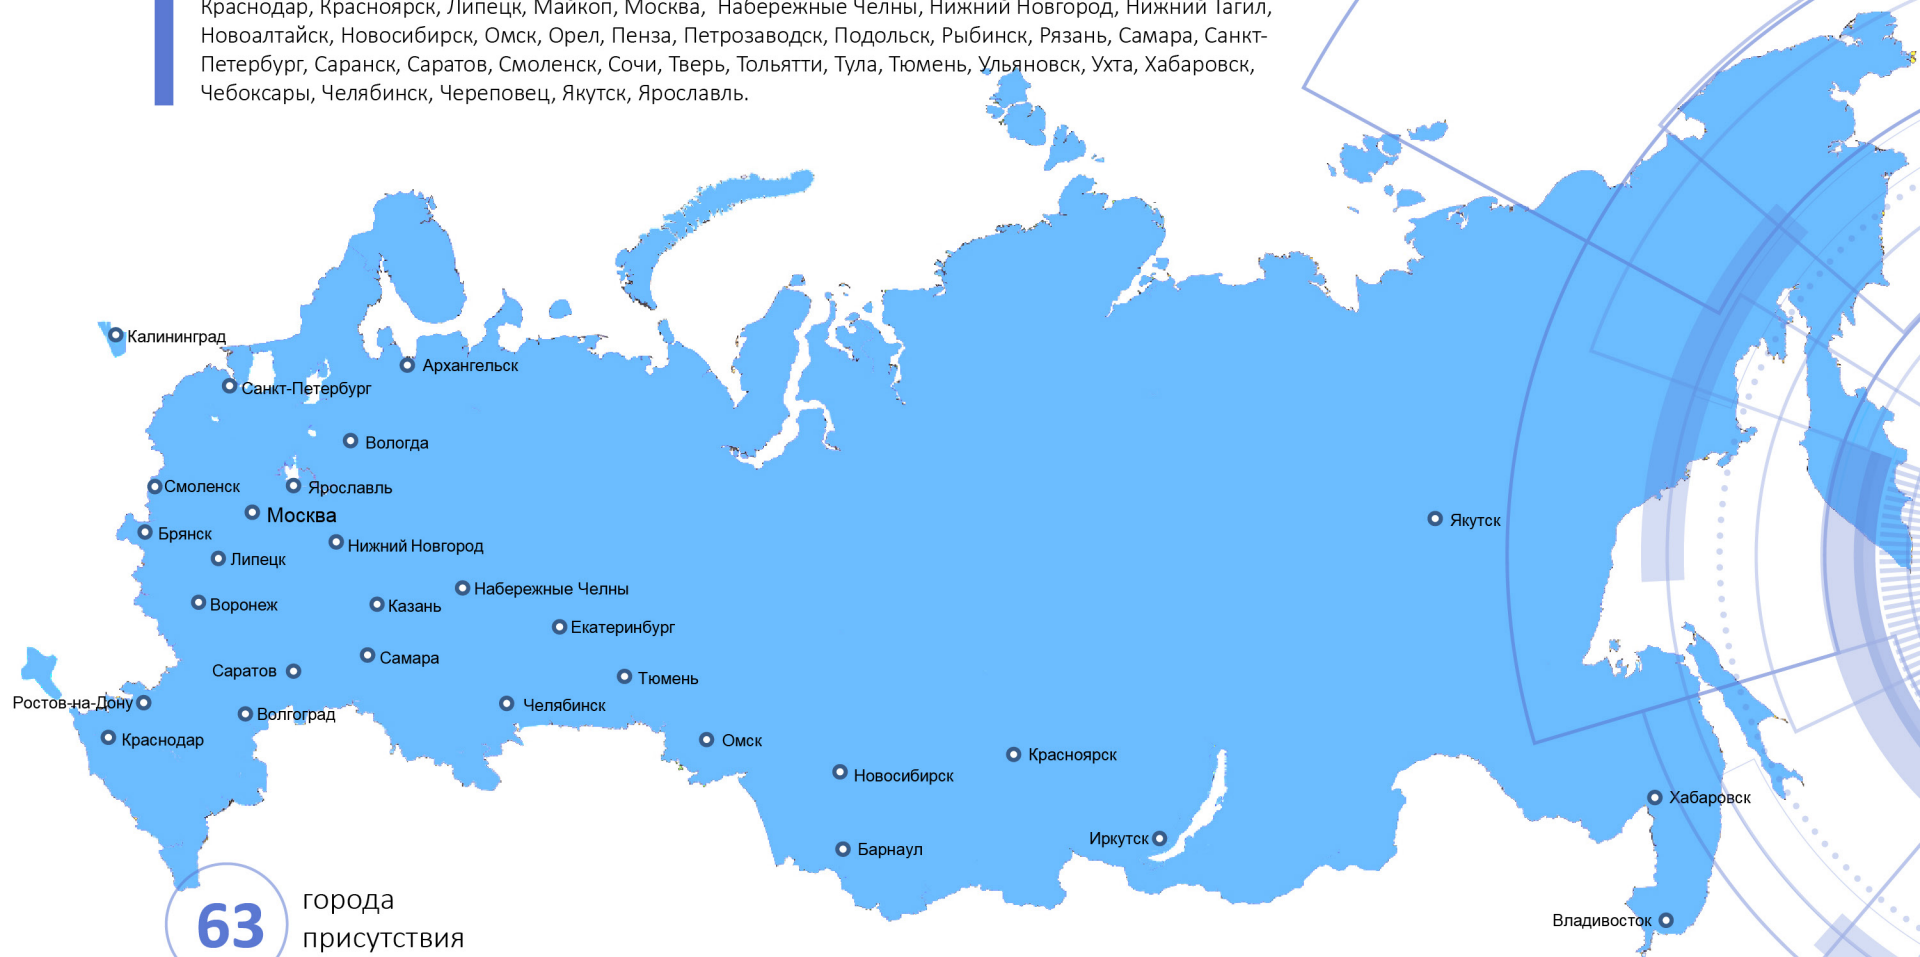 Краснодар, Красноярск, Липецк, Майкоп, Москва, Набережные Челны, Нижний Новгород, Нижний Тагил,
Новоалтайск, Новосибирск, Омск, Орел, Пенза, Петрозаводск, Подольск, Рыбинск, Рязань, Самара, Санкт-
Петербург, Саранск, Саратов, Смоленск, Сочи, Тверь, Тольятти, Тула, Тюмень, Ульяновск, Ухта, Хабаровск,
Чебоксары, Челябинск, Череповец, Якутск, Ярославль.
Калининград
Архангельск
Санкт-Петербург
Вологда
Смоленск
Ярославль
Москва
Якутск
Брянск
Нижний Новгород
Липецк
Набережные Челны
Воронеж
Казань
Екатеринбург
Самара
Саратов
Тюмень
Ростов-на-Дону
Челябинск
Волгоград
Краснодар
Омск
Красноярск
Новосибирск
Хабаровск
Иркутск
Барнаул
Владивосток
63
города
присутствия